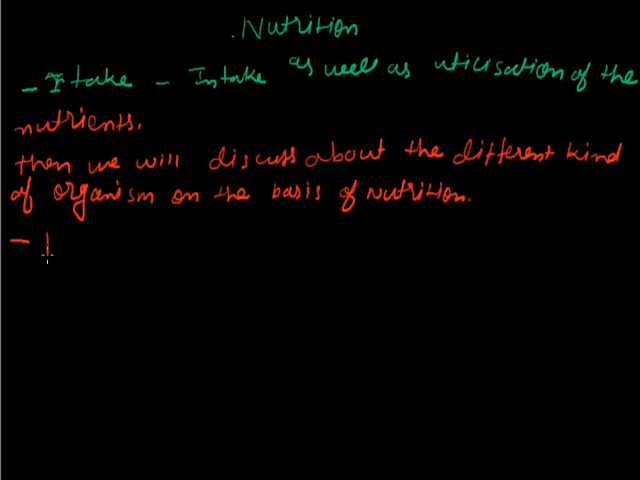 . Nutrition
- Itake - Intake as well as utilisation of the
nutrients.
then we will discuss about the different kind
of organism on the basis of Nutrition.
-